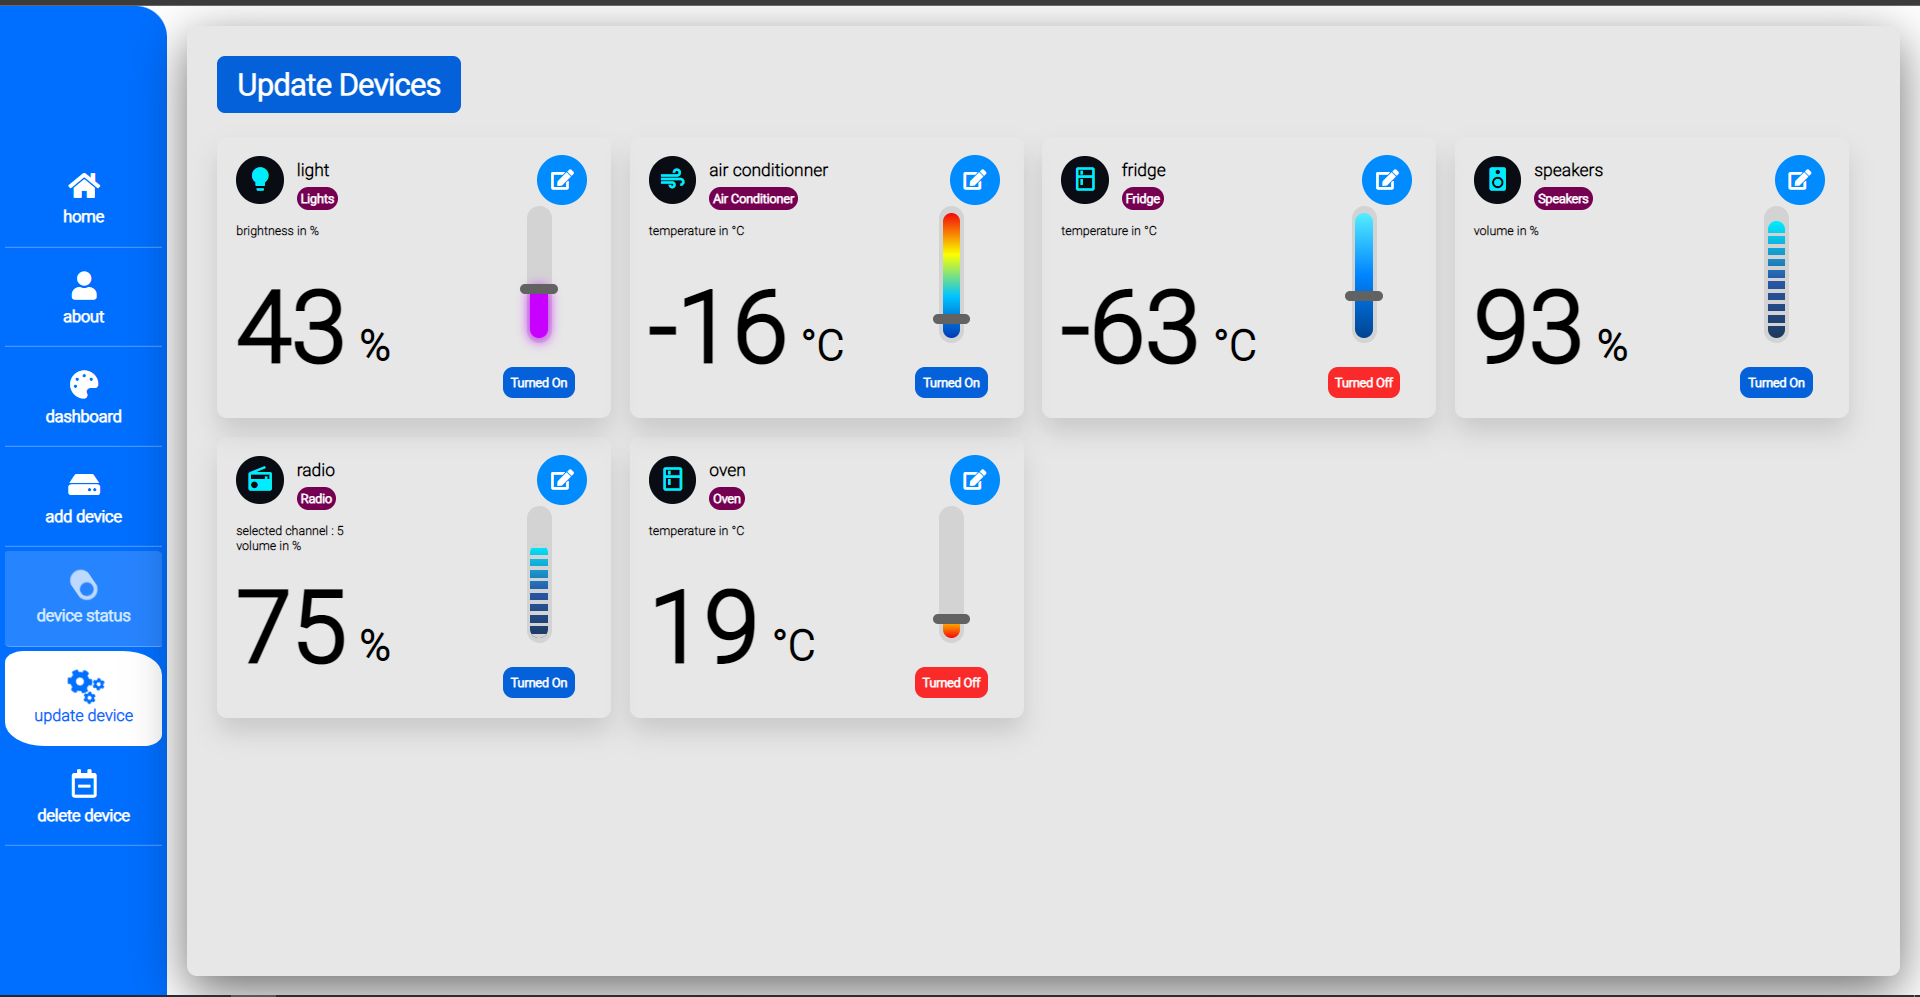 home
about
dashboard
add device
device status
update device
delete device
Update Devices
light
Lights
brightness in %
43 %
Turned On
air conditionner
Air Conditioner
temperature in °C
-16 °C
Turned On
fridge
Fridge
temperature in °C
-63 °C
Turned Off
speakers
Speakers
volume in %
93 %
Turned On
radio
Radio
selected channel : 5
volume in %
75 %
Turned On
oven
Oven
temperature in °C
19 °C
Turned Off